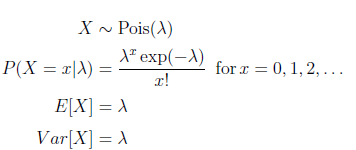 X ∼ Pois(λ)
P(X = x|λ) = λ^x exp(−λ) / x! for x = 0, 1, 2, . . .
E[X] = λ
Var[X] = λ